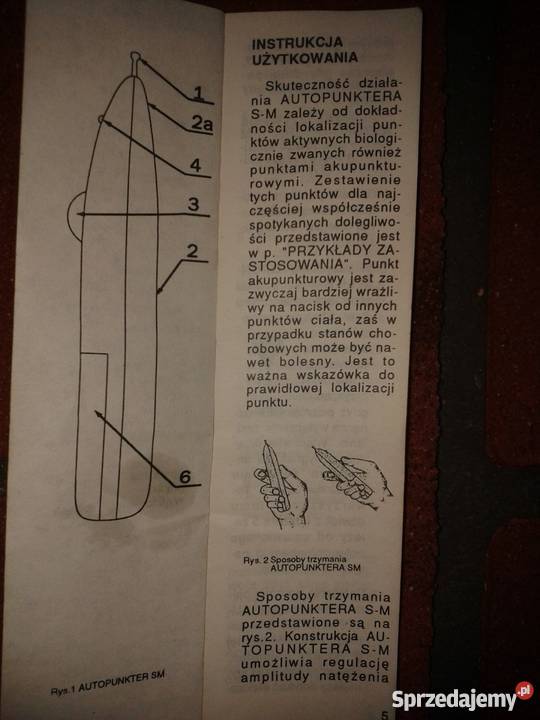 1
2a
4
3
2
6
Rys.1 AUTOPUNKTER SM
INSTRUKCJA
UŻYTKOWANIA
Skuteczność działa-
nia AUTOPUNKTERA
S-M zależy od dokład-
ności lokalizacji pun-
któw aktywnych biologi-
cznie zwanych również
punktami akupunktu-
rowymi. Zestawienie
tych punktów dla naj-
częściej współcześnie
spotykanych dolegliwo-
ści przedstawione jest
w p. "PRZYKŁADY ZA-
STOSOWANIA". Punkt
akupunkturowy jest za-
zwyczaj bardziej wrażli-
wy na nacisk od innych
punktów ciała, zaś w
przypadku stanów cho-
robowych może być na-
wet bolesny. Jest to
ważna wskazówka do
prawidłowej lokalizacji
punktu.
Rys. 2 Sposoby trzymania
AUTOPUNKTERA SM
Sposoby trzymania
AUTOPUNKTERA S-M
przedstawione są na
rys.2. Konstrukcja AU-
TOPUNKTERA S-M
umożliwia regulację
amplitudy natężenia
5
Sprzedajemy.pl